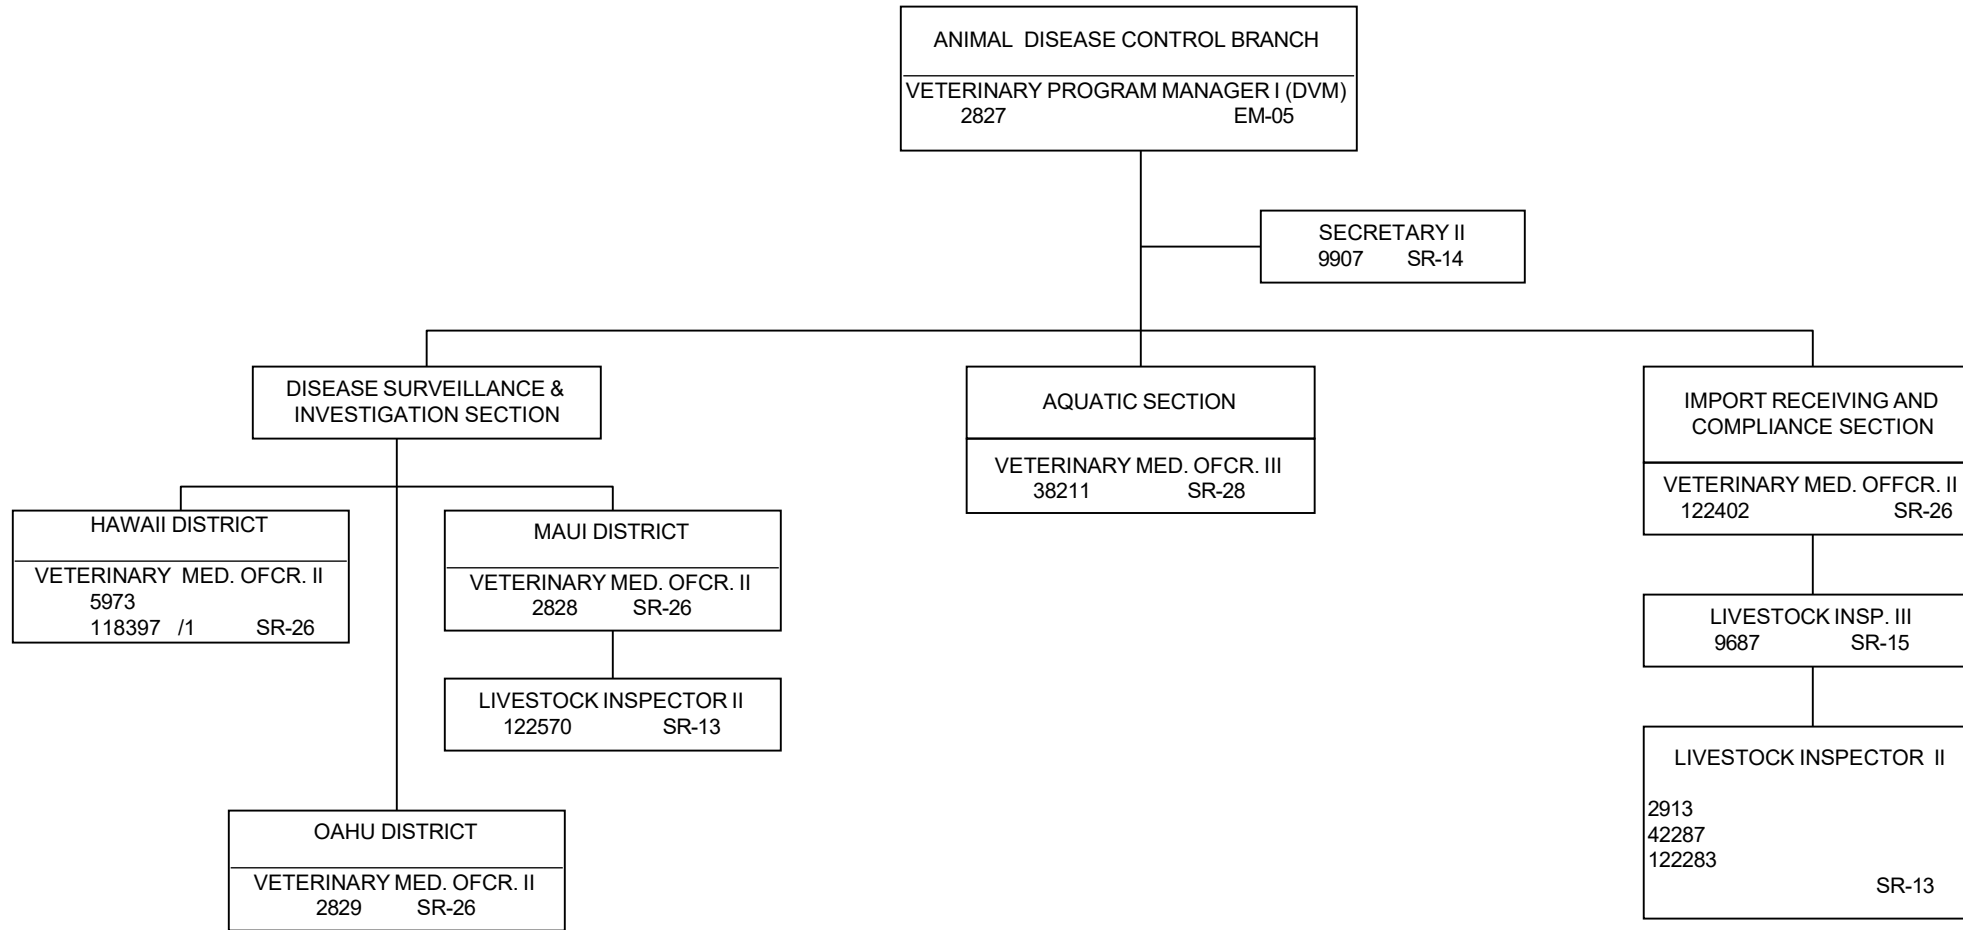 ANIMAL DISEASE CONTROL BRANCH
VETERINARY PROGRAM MANAGER I (DVM)
2827 EM-05
SECRETARY II
9907 SR-14
DISEASE SURVEILLANCE &
INVESTIGATION SECTION
HAWAII DISTRICT
VETERINARY MED. OFCR. II
5973
118397 /1 SR-26
MAUI DISTRICT
VETERINARY MED. OFCR. II
2828 SR-26
LIVESTOCK INSPECTOR II
122570 SR-13
OAHU DISTRICT
VETERINARY MED. OFCR. II
2829 SR-26
AQUATIC SECTION
VETERINARY MED. OFCR. III
38211 SR-28
IMPORT RECEIVING AND
COMPLIANCE SECTION
VETERINARY MED. OFFCR. II
122402 SR-26
LIVESTOCK INSP. III
9687 SR-15
LIVESTOCK INSPECTOR II
2913
42287
122283
SR-13